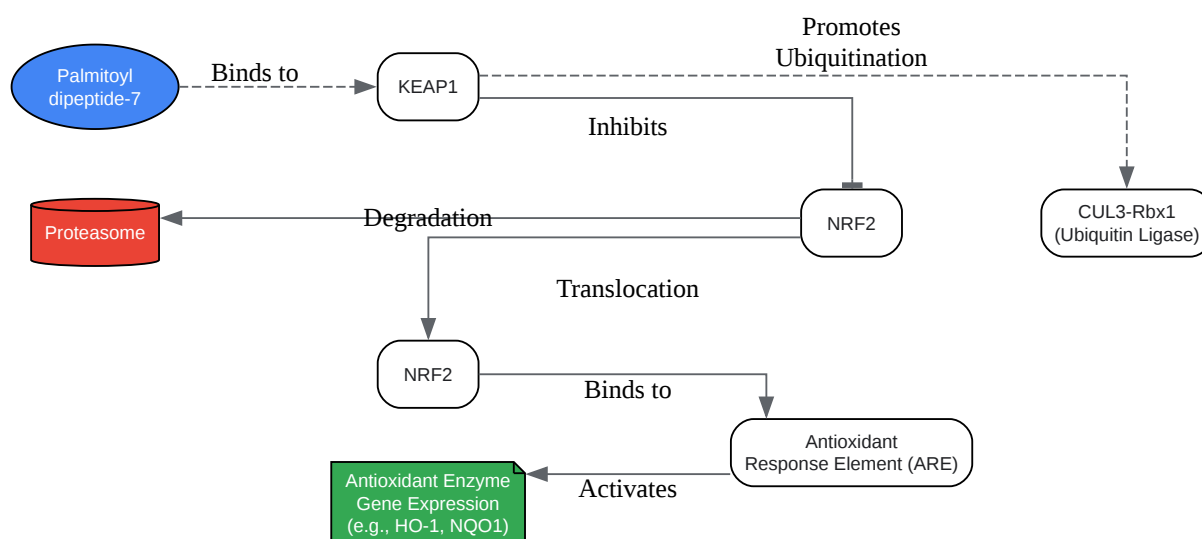 Promotes
Ubiquitination
Palmitoyl
dipeptide-7
Binds to
KEAP1
Inhibits
Proteasome
Degradation
NRF2
CUL3-Rbx1
(Ubiquitin Ligase)
Translocation
NRF2
Binds to
Antioxidant
Response Element (ARE)
Antioxidant Enzyme
Gene Expression
(e.g., HO-1, NQO1)
Activates